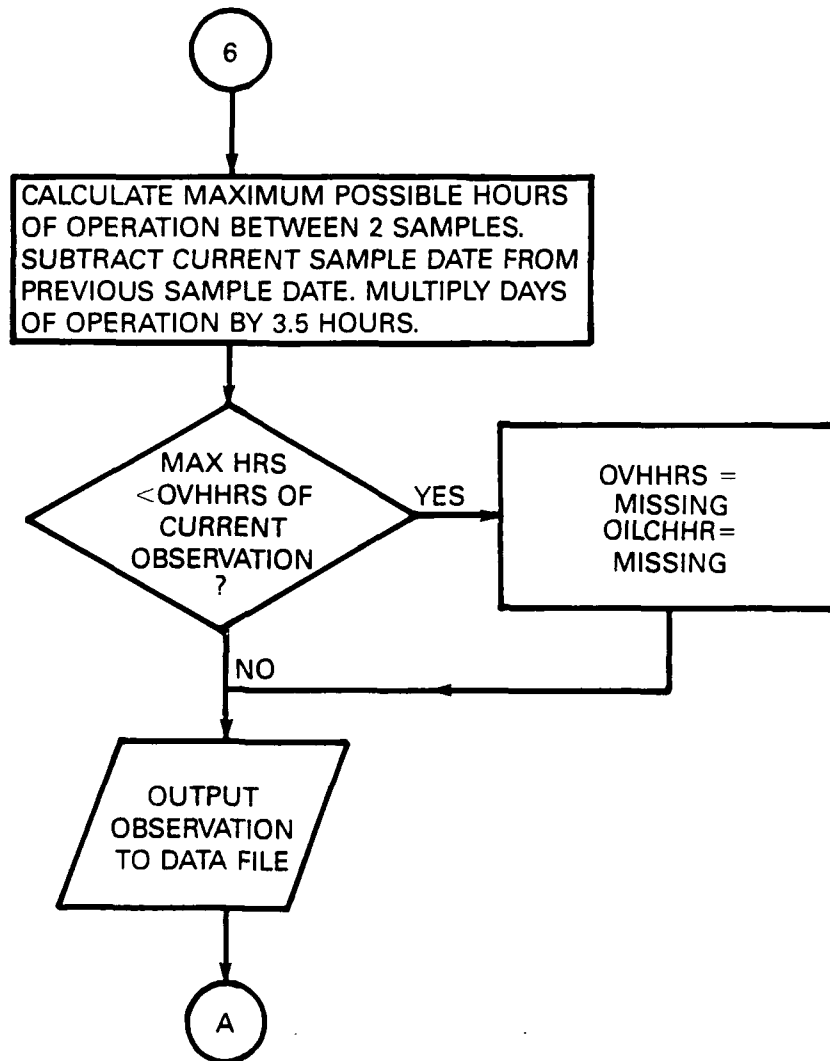 6
CALCULATE MAXIMUM POSSIBLE HOURS
OF OPERATION BETWEEN 2 SAMPLES.
SUBTRACT CURRENT SAMPLE DATE FROM
PREVIOUS SAMPLE DATE. MULTIPLY DAYS
OF OPERATION BY 3.5 HOURS.
MAX HRS
<OVHHRS OF
CURRENT
OBSERVATION
?
YES
OVHHRS =
MISSING
OILCHHR=
MISSING
NO
OUTPUT
OBSERVATION
TO DATA FILE
A